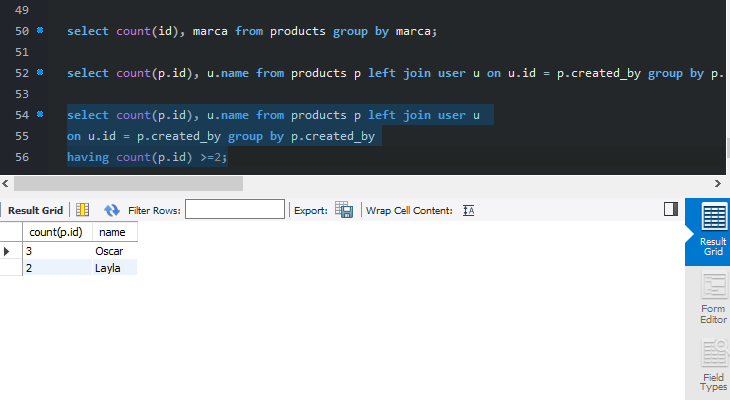 49
50 select count(id), marca from products group by marca;
51
52 select count(p.id), u.name from products p left join user u on u.id = p.created_by group by p.
53
54 select count(p.id), u.name from products p left join user u
55 on u.id = p.created_by group by p.created_by
56 having count(p.id) >=2;
Result Grid Filter Rows: Export: Wrap Cell Content: IA
count(p.id) name
3 Oscar
2 Layla
Result
Grid
Form
Editor
Field
Types